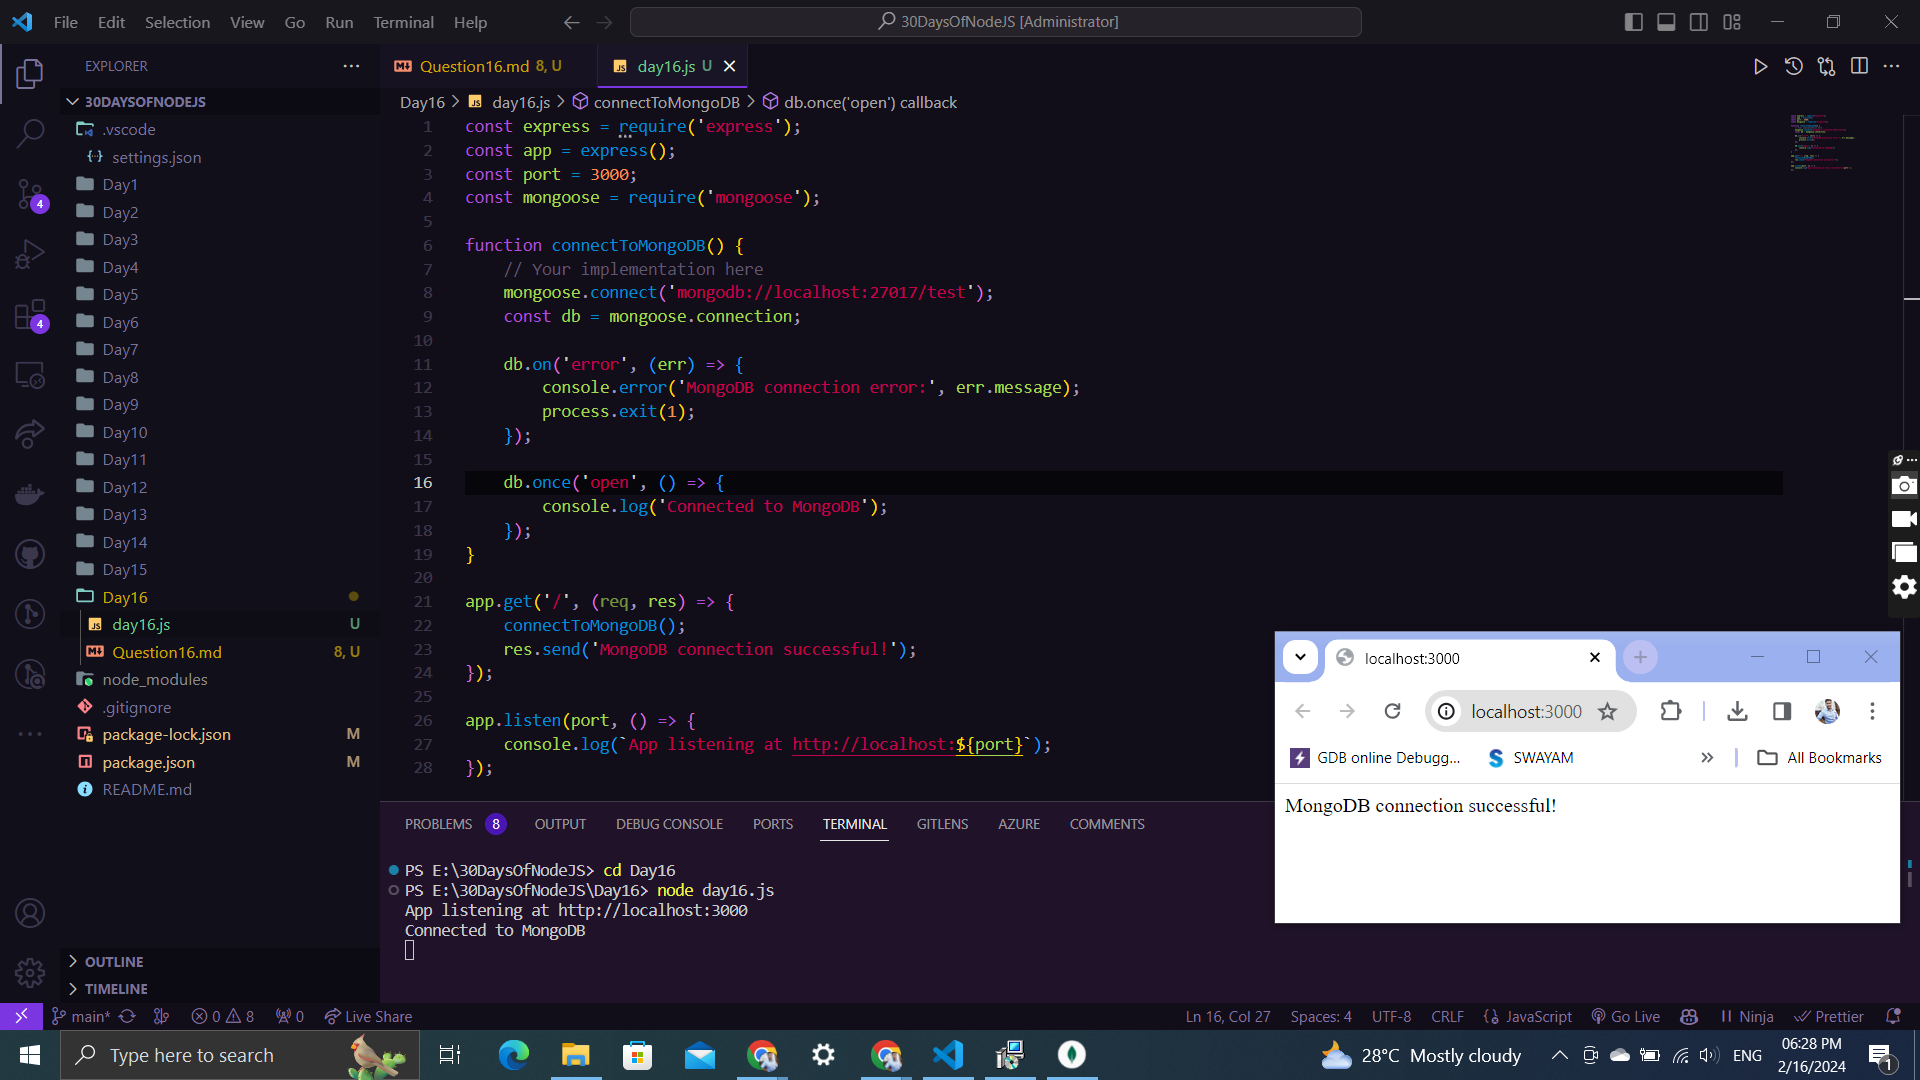 File Edit Selection View Go Run Terminal Help
30DaysOfNodeJS [Administrator]
EXPLORER
30DAYSOFNODEJS
.vscode
settings.json
Day1
Day2
Day3
Day4
Day5
Day6
Day7
Day8
Day9
Day10
Day11
Day12
Day13
Day14
Day15
Day16
day16.js U
Question16.md 8, U
node_modules
.gitignore
package-lock.json M
package.json M
README.md
OUTLINE
TIMELINE
4
4
Question16.md 8, U
day16.js U
Day16 > day16.js > connectToMongoDB > db.once('open') callback
1 const express = require('express');
2 const app = express();
3 const port = 3000;
4 const mongoose = require('mongoose');
5
6 function connectToMongoDB() {
7 // Your implementation here
8 mongoose.connect('mongodb://localhost:27017/test');
9 const db = mongoose.connection;
10
11 db.on('error', (err) => {
12 console.error('MongoDB connection error:', err.message);
13 process.exit(1);
14 });
15
16 db.once('open', () => {
17 console.log('Connected to MongoDB');
18 });
19 }
20
21 app.get('/', (req, res) => {
22 connectToMongoDB();
23 res.send('MongoDB connection successful!');
24 });
25
26 app.listen(port, () => {
27 console.log(`App listening at http://localhost:${port}`);
28 });
PROBLEMS 8 OUTPUT DEBUG CONSOLE PORTS TERMINAL GITLENS AZURE COMMENTS
PS E:\30DaysOfNodeJS> cd Day16
PS E:\30DaysOfNodeJS\Day16> node day16.js
App listening at http://localhost:3000
Connected to MongoDB
localhost:3000
localhost:3000
GDB online Debugg... SWAYAM » All Bookmarks
MongoDB connection successful!
main* 0 8 0 Live Share
Ln 16, Col 27 Spaces: 4 UTF-8 CRLF JavaScript Go Live Ninja Prettier
Type here to search
28°C Mostly cloudy
ENG
06:28 PM
2/16/2024
1